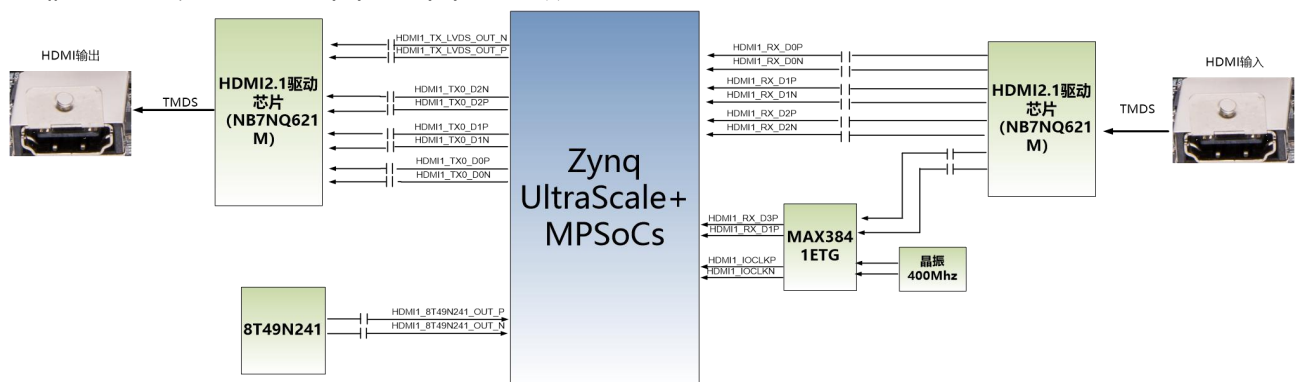 HDMI输出
TMDS
HDMI2.1驱动
芯片
(NB7NQ621
M)
HDMI1_TX_LVDS_OUT_N
HDMI1_TX_LVDS_OUT_P
HDMI1_TX0_D2N
HDMI1_TX0_D2P
HDMI1_TX0_D1P
HDMI1_TX0_D1N
HDMI1_TX0_D0P
HDMI1_TX0_D0N
8T49N241
HDMI1_8T49N241_OUT_P
HDMI1_8T49N241_OUT_N
Zynq
UltraScale+
MPSoCs
HDMI1_RX_D0P
HDMI1_RX_D0N
HDMI1_RX_D1P
HDMI1_RX_D1N
HDMI1_RX_D2P
HDMI1_RX_D2N
HDMI1_RX_D3P
HDMI1_RX_D1P
HDMI1_IOCLKP
HDMI1_IOCLKN
MAX384
1ETG
晶振
400Mhz
HDMI2.1驱动
芯片
(NB7NQ621
M)
TMDS
HDMI输入